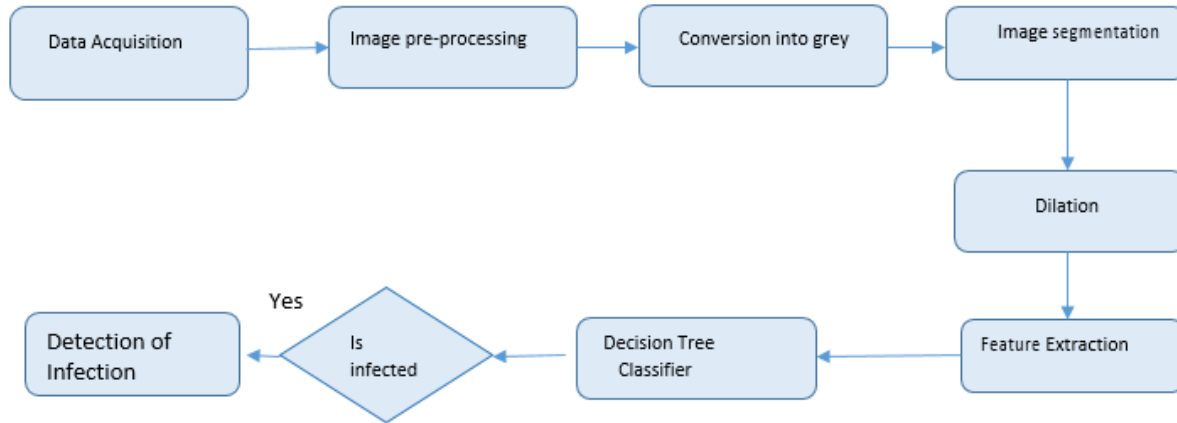 Data Acquisition
Image pre-processing
Conversion into grey
Image segmentation
Dilation
Feature Extraction
Decision Tree
Classifier
Is
infected
Yes
Detection of
Infection